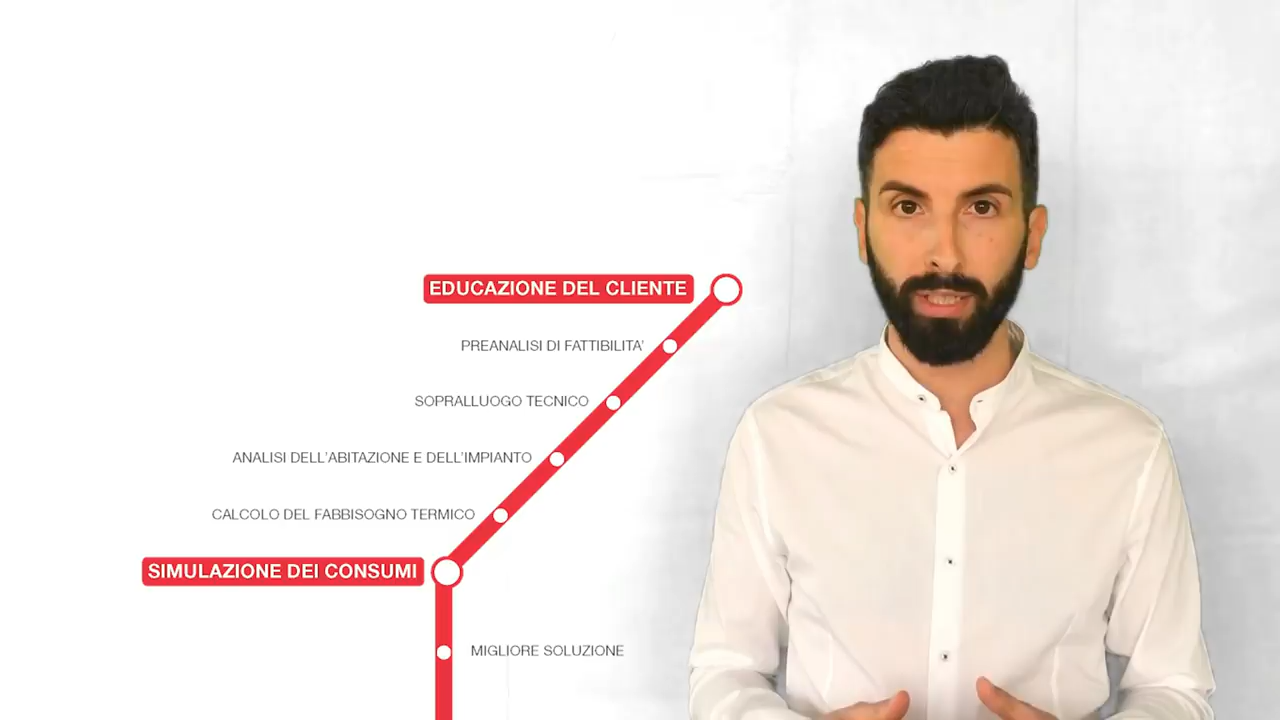 EDUCAZIONE DEL CLIENTE
PREANALISI DI FATTIBILITA'
SOPRALLUOGO TECNICO
ANALISI DELL'ABITAZIONE E DELL'IMPIANTO
CALCOLO DEL FABBISOGNO TERMICO
SIMULAZIONE DEI CONSUMI
MIGLIORE SOLUZIONE